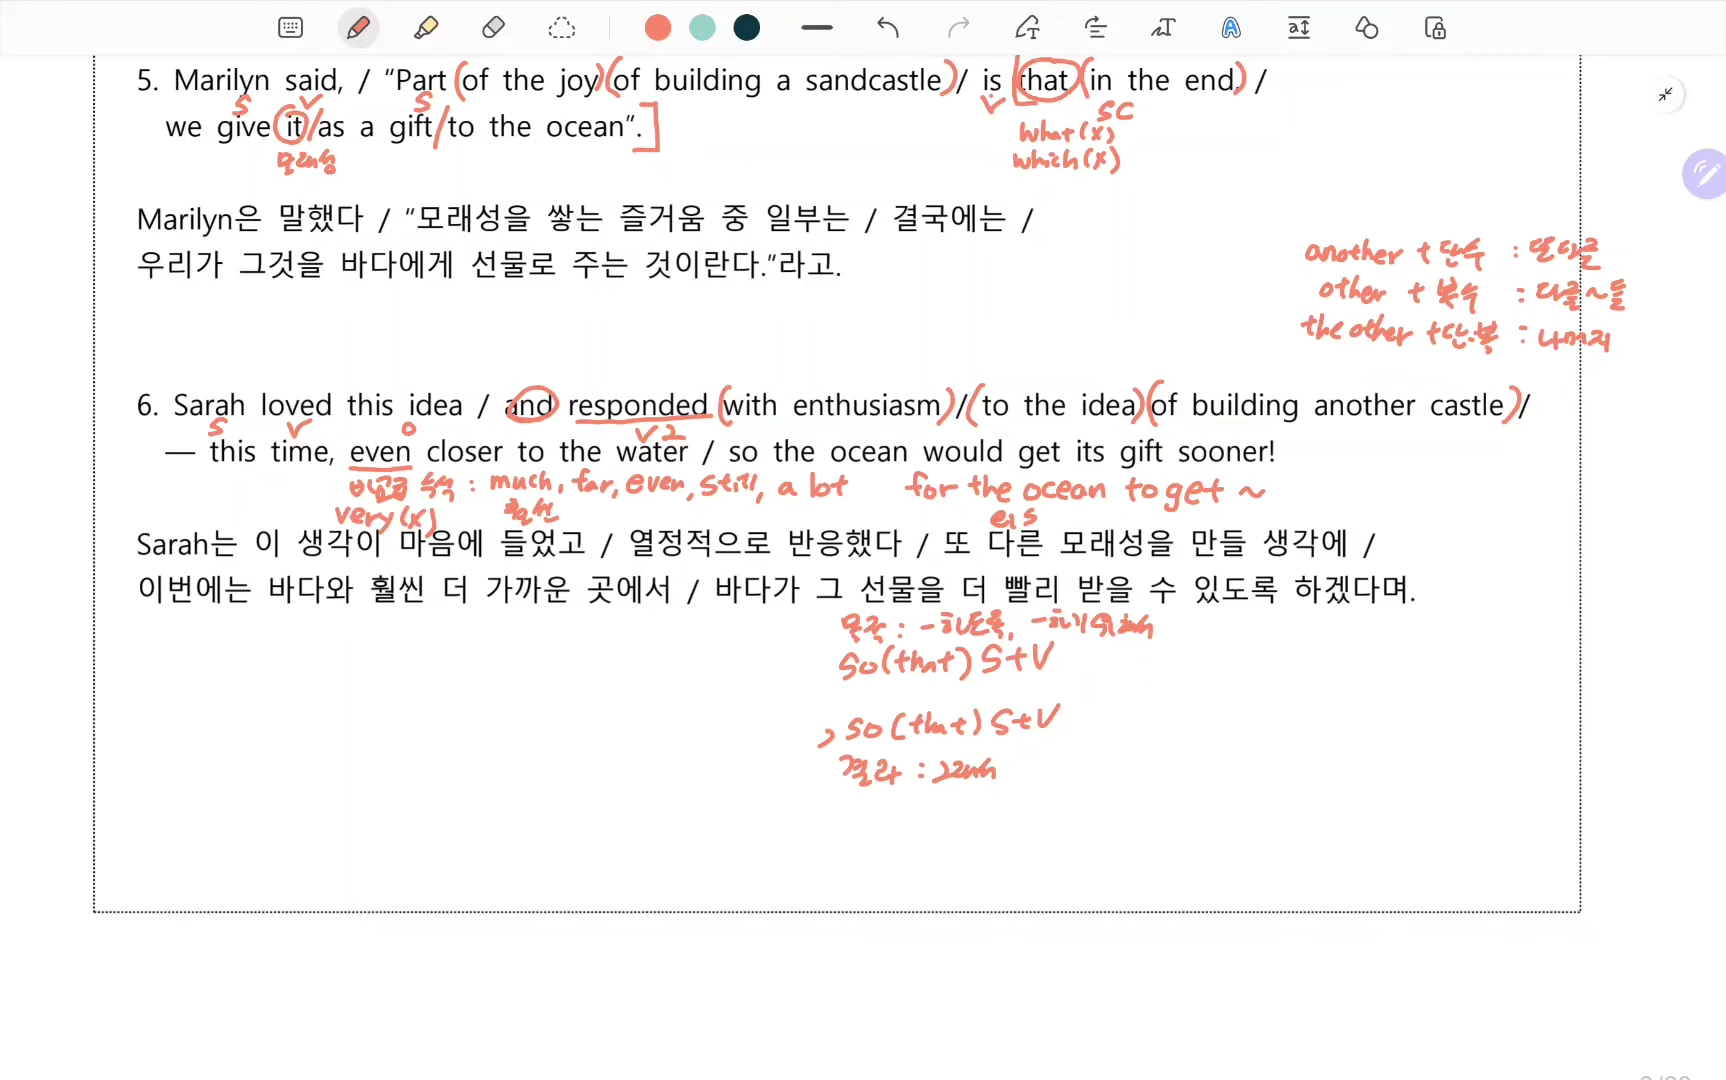 5. Marilyn said, / “Part (of the joy)(of building a sandcastle)/ is [that (in the end) /
S V S V SC
we give it/as a gift/to the ocean”.]
모래성
what(x)
which(x)
Marilyn은 말했다 / “모래성을 쌓는 즐거움 중 일부는 / 결국에는 /
우리가 그것을 바다에게 선물로 주는 것이란다.”라고.
another + 단수 : 또다른
other + 복수 : 다른~들
the other +단.복 : 나머지
6. Sarah loved this idea / and responded (with enthusiasm)/(to the idea)(of building another castle)/
S V O V2
— this time, even closer to the water / so the ocean would get its gift sooner!
비교급 수식 : much, far, even, still, a lot for the ocean to get ~
very(x) 훨씬
Sarah는 이 생각이 마음에 들었고 / 열정적으로 반응했다 / 또 다른 모래성을 만들 생각에 /
이번에는 바다와 훨씬 더 가까운 곳에서 / 바다가 그 선물을 더 빨리 받을 수 있도록 하겠다며.
목적 : -하도록, -하기위해
so(that) S+V
, so (that) S+V
결과 : 그래서